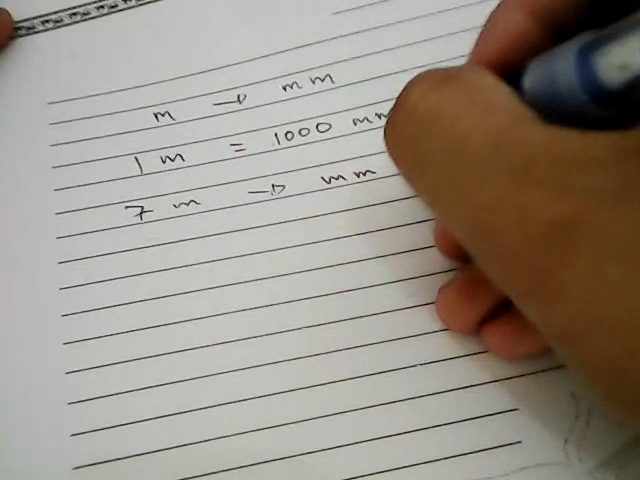 m → mm
1 m = 1000 mm
7 m → mm